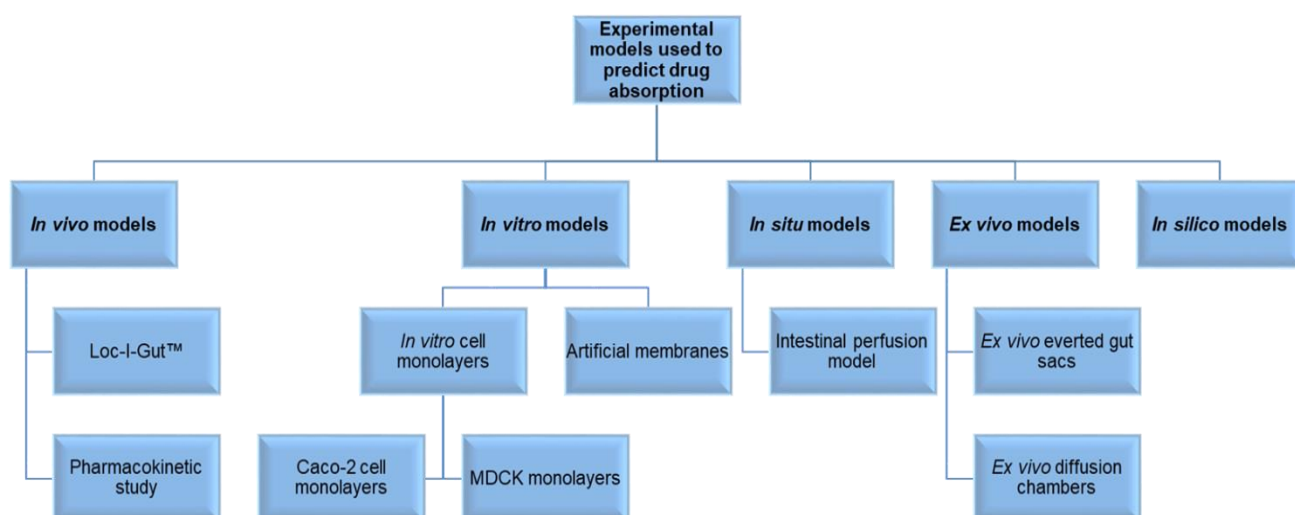 Experimental
models used to
predict drug
absorption
In vivo models
In vitro models
In situ models
Ex vivo models
In silico models
Loc-I-Gut™
In vitro cell
monolayers
Artificial membranes
Intestinal perfusion
model
Ex vivo everted gut
sacs
Pharmacokinetic
study
Caco-2 cell
monolayers
MDCK monolayers
Ex vivo diffusion
chambers